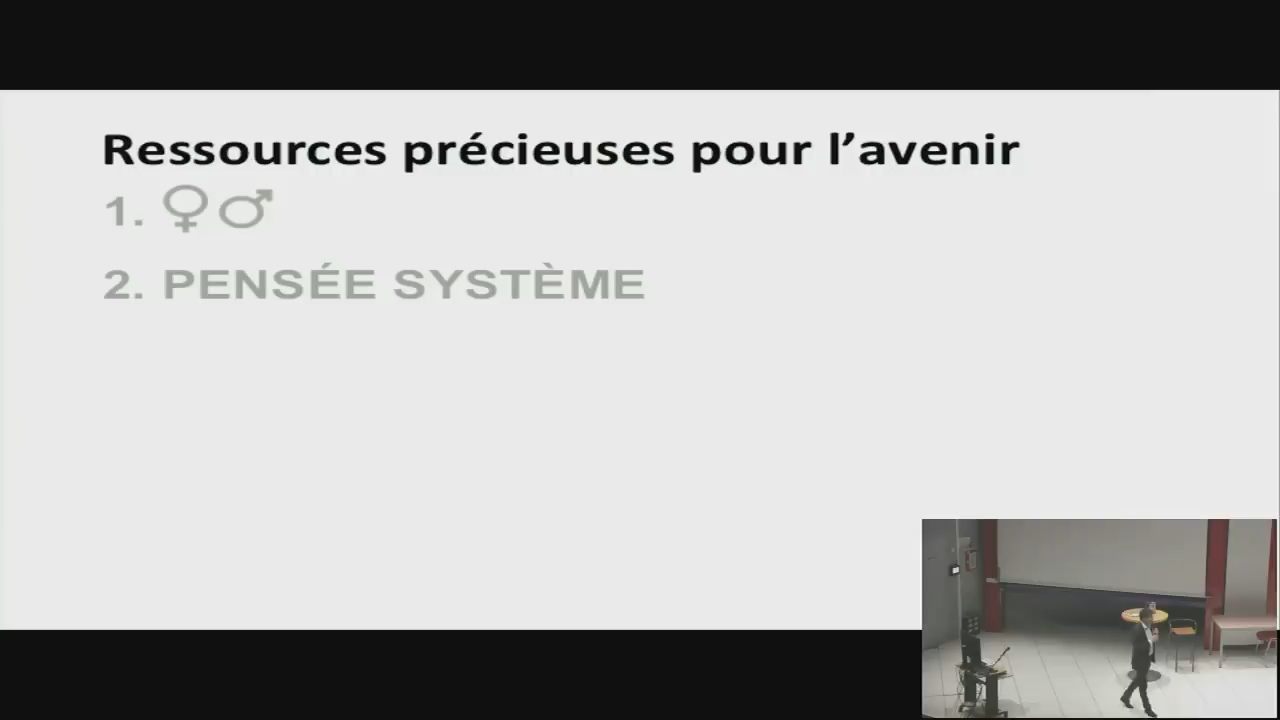 Ressources précieuses pour l’avenir
1. ♀♂
2. PENSÉE SYSTÈME